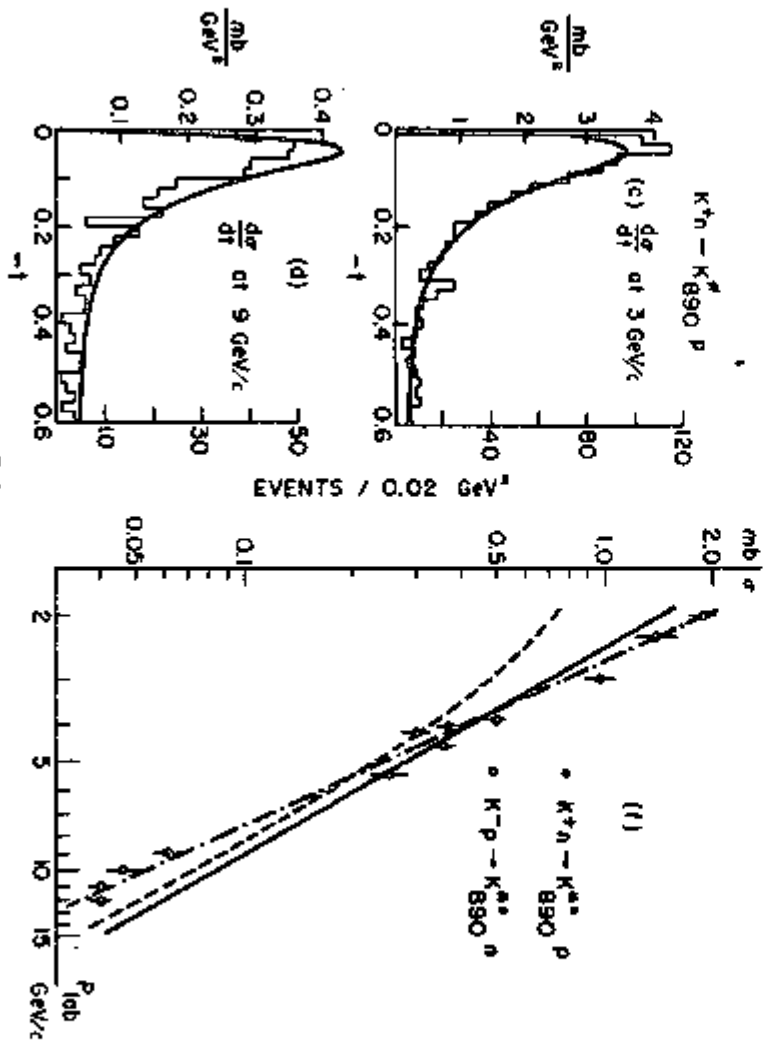 K⁺n → K*₈₉₀ p
(c) dσ/dt at 3 GeV/c
mb/GeV²
4
3
2
1
120
80
40
0 0.2 0.4 0.6
-t
(d)
dσ/dt at 9 GeV/c
mb/GeV²
0.4
0.3
0.2
0.1
50
30
10
0 0.2 0.4 0.6
-t
EVENTS / 0.02 GeV²
mb σ
2.0
1.0
0.5
0.1
0.05
(f)
• K⁺n → K*°₈₉₀ p
∘ K⁻p → K*°₈₉₀ n
2 5 10 15
P_lab
GeV/c